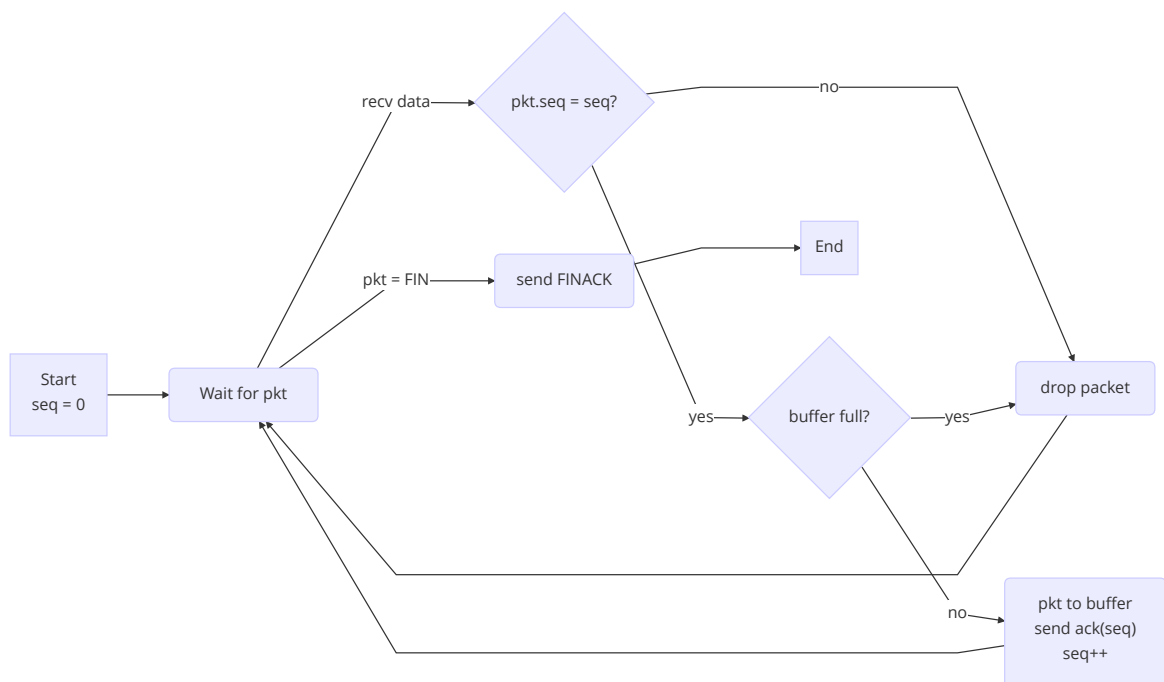 recv data
pkt.seq = seq?
no
End
pkt = FIN
send FINACK
Start
seq = 0
Wait for pkt
yes
buffer full?
yes
drop packet
no
pkt to buffer
send ack(seq)
seq++